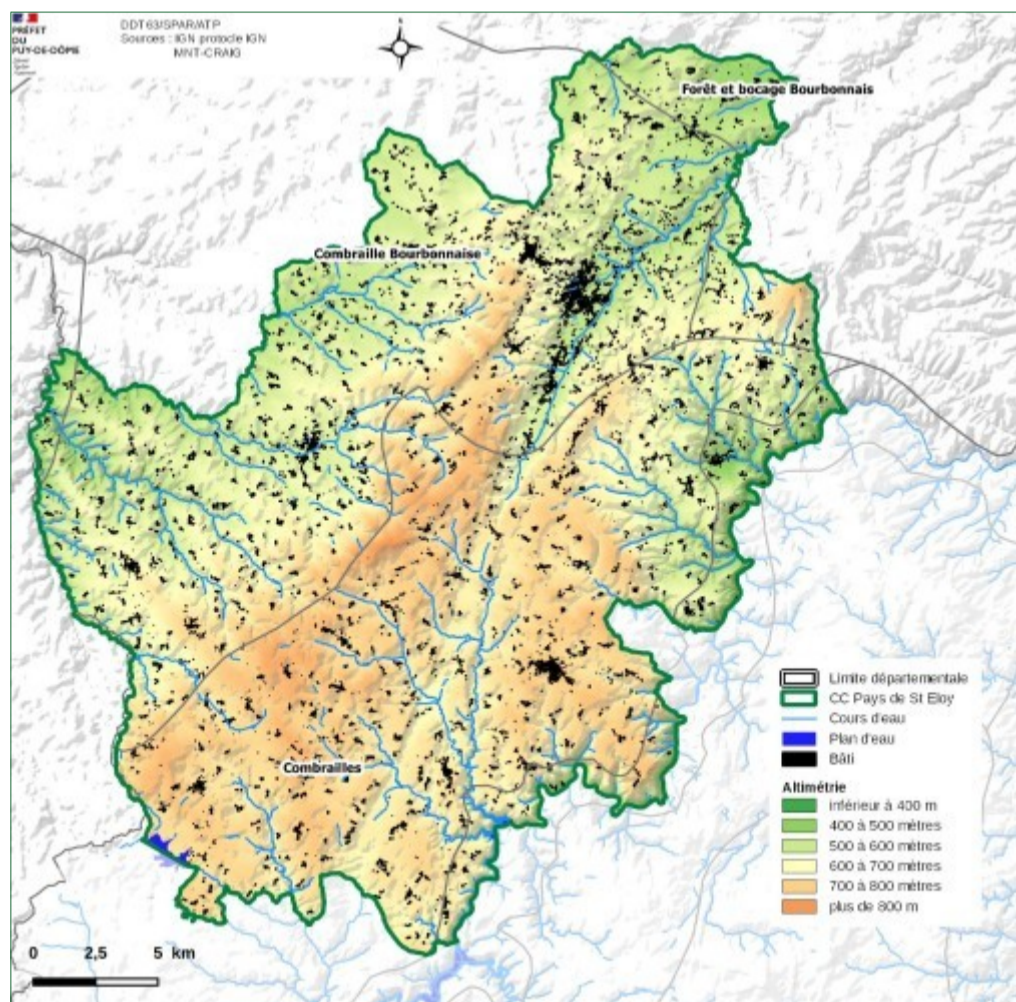 PRÉFET
DU
PUY-DE-DÔME
DDT63/SPAR/ATP
Sources : IGN protocle IGN
MNT-CRAIG
N
Forêt et bocage Bourbonnais
Combraille Bourbonnaise
Combrailles
Limite départementale
CC Pays de St Eloy
Cours d'eau
Plan d'eau
Bâti
Altimétrie
inférieur à 400 m
400 à 500 mètres
500 à 600 mètres
600 à 700 mètres
700 à 800 mètres
plus de 800 m
0 2,5 5 km